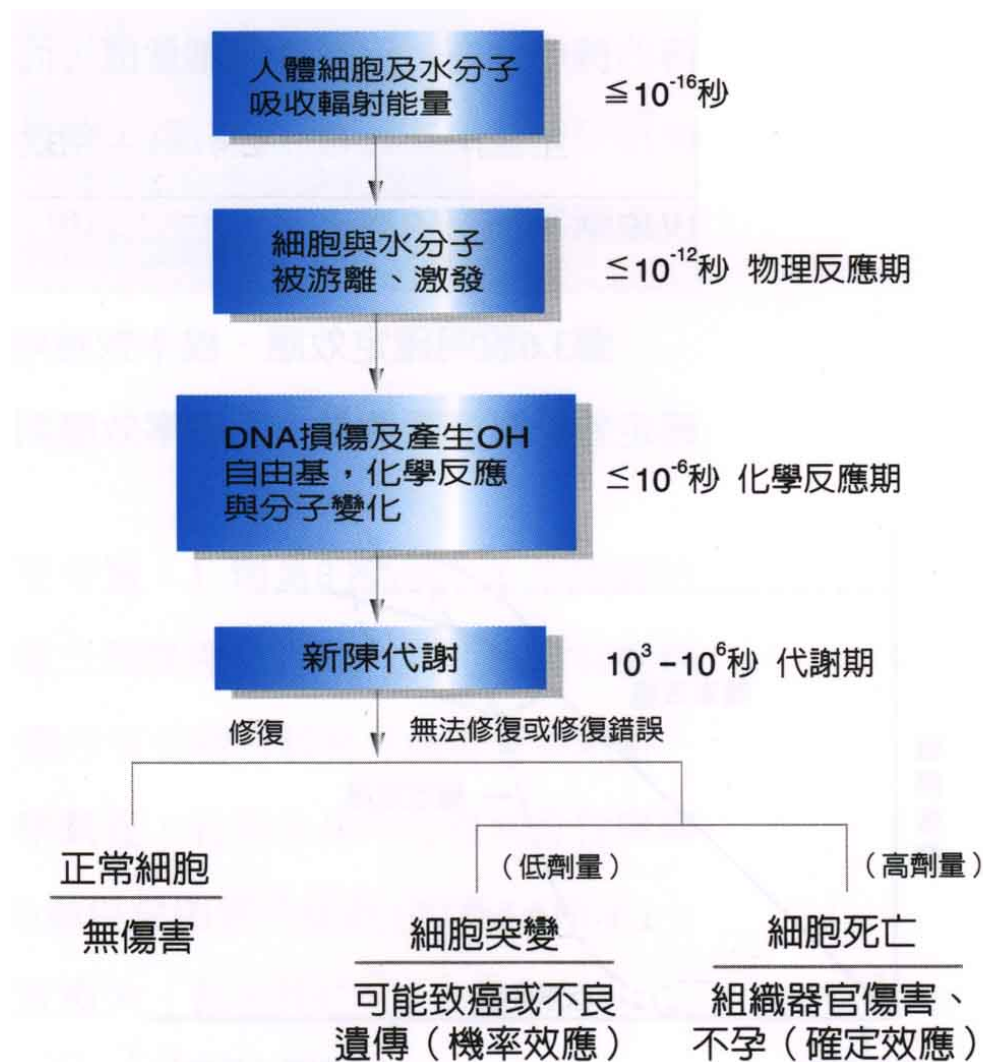 人體細胞及水分子
吸收輻射能量
≦10⁻¹⁶秒
細胞與水分子
被游離、激發
≤10⁻¹²秒 物理反應期
DNA損傷及產生OH
自由基，化學反應
與分子變化
≤10⁻⁶秒 化學反應期
新陳代謝
10³－10⁶秒 代謝期
修復
無法修復或修復錯誤
正常細胞
無傷害
（低劑量）
細胞突變
可能致癌或不良
遺傳（機率效應）
（高劑量）
細胞死亡
組織器官傷害、
不孕（確定效應）